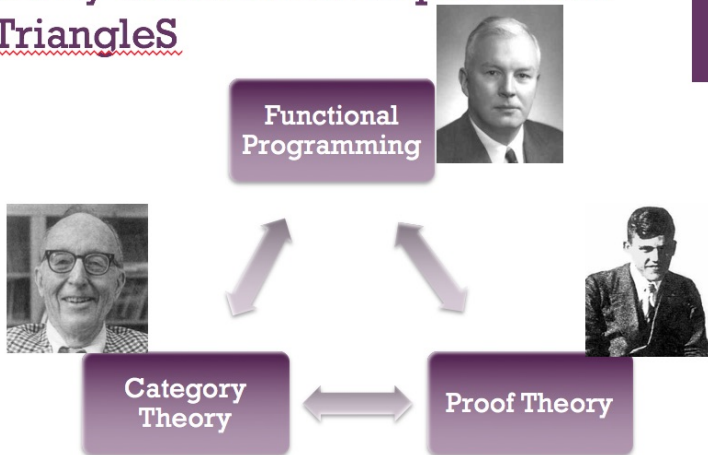 TriangleS
Functional
Programming
Category
Theory
Proof Theory